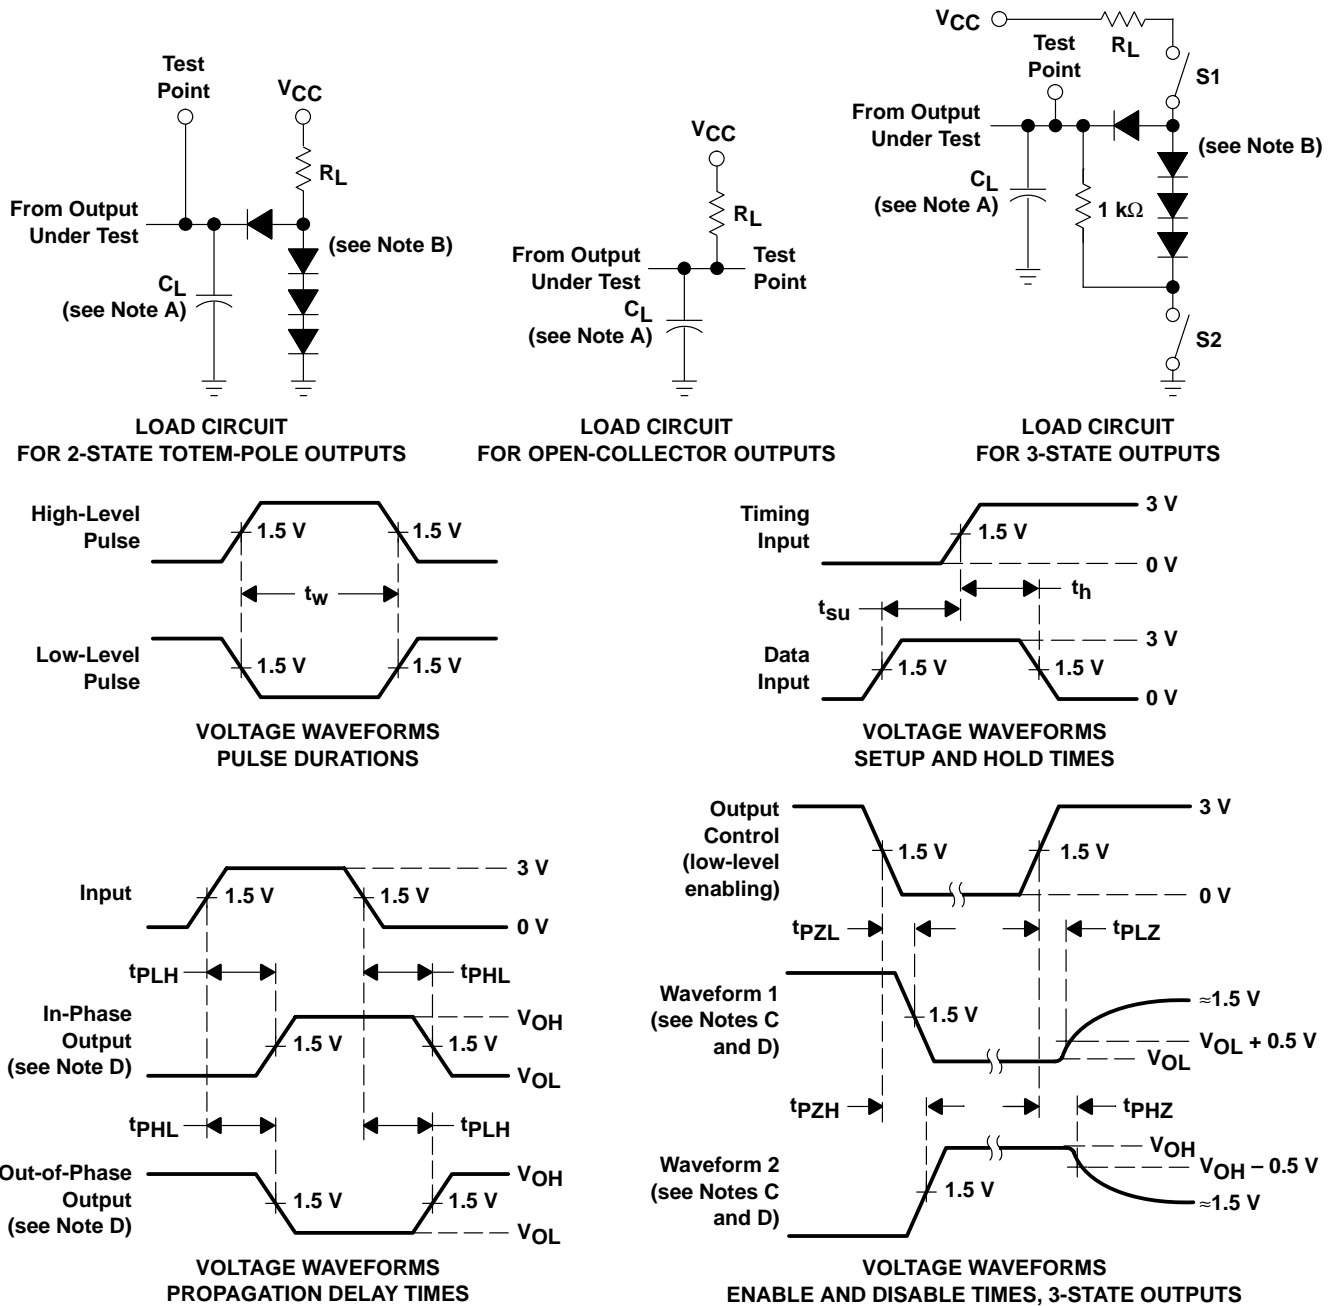 Test
Point
VCC
RL
From Output
Under Test
(see Note B)
CL
(see Note A)
LOAD CIRCUIT
FOR 2-STATE TOTEM-POLE OUTPUTS
VCC
RL
From Output
Under Test
Test
Point
CL
(see Note A)
LOAD CIRCUIT
FOR OPEN-COLLECTOR OUTPUTS
VCC
RL
Test
Point
S1
From Output
Under Test
(see Note B)
CL
(see Note A)
1 kΩ
S2
LOAD CIRCUIT
FOR 3-STATE OUTPUTS
High-Level
Pulse
1.5 V
1.5 V
tw
Low-Level
Pulse
1.5 V
1.5 V
VOLTAGE WAVEFORMS
PULSE DURATIONS
Timing
Input
1.5 V
3 V
0 V
th
tsu
Data
Input
1.5 V
1.5 V
3 V
0 V
VOLTAGE WAVEFORMS
SETUP AND HOLD TIMES
Input
1.5 V
1.5 V
3 V
0 V
tPLH
tPHL
In-Phase
Output
(see Note D)
1.5 V
1.5 V
VOH
VOL
tPHL
tPLH
Out-of-Phase
Output
(see Note D)
1.5 V
1.5 V
VOH
VOL
VOLTAGE WAVEFORMS
PROPAGATION DELAY TIMES
Output
Control
(low-level
enabling)
1.5 V
1.5 V
3 V
0 V
tPZL
tPLZ
Waveform 1
(see Notes C
and D)
1.5 V
≈1.5 V
VOL + 0.5 V
VOL
tPZH
tPHZ
Waveform 2
(see Notes C
and D)
1.5 V
VOH
VOH – 0.5 V
≈1.5 V
VOLTAGE WAVEFORMS
ENABLE AND DISABLE TIMES, 3-STATE OUTPUTS